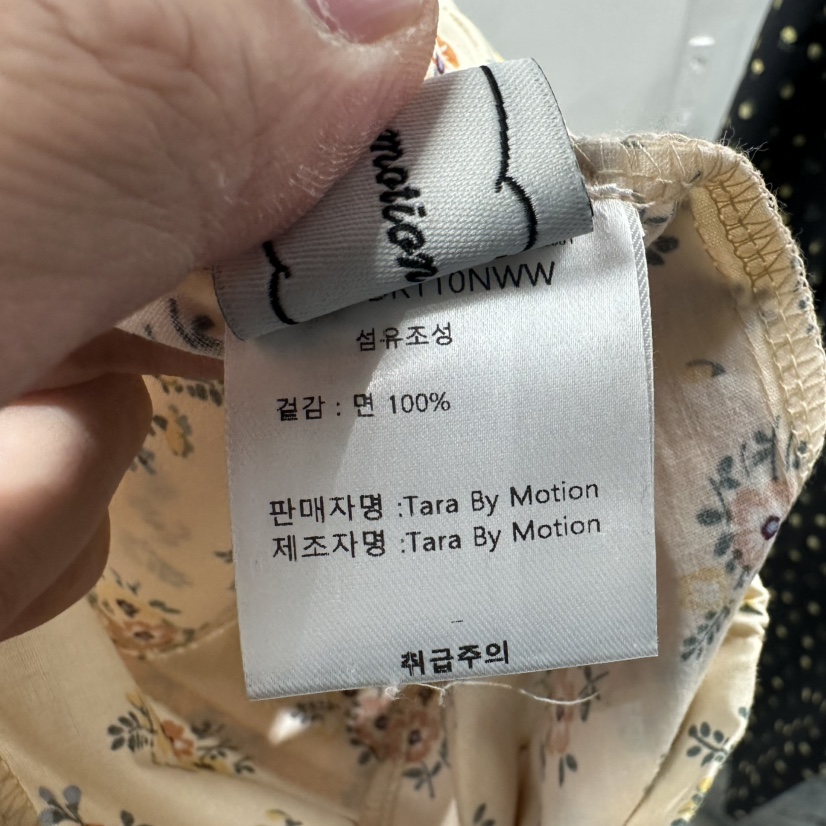 motion
섬유조성
겉감 : 면 100%
판매자명 :Tara By Motion
제조자명 :Tara By Motion
취급주의